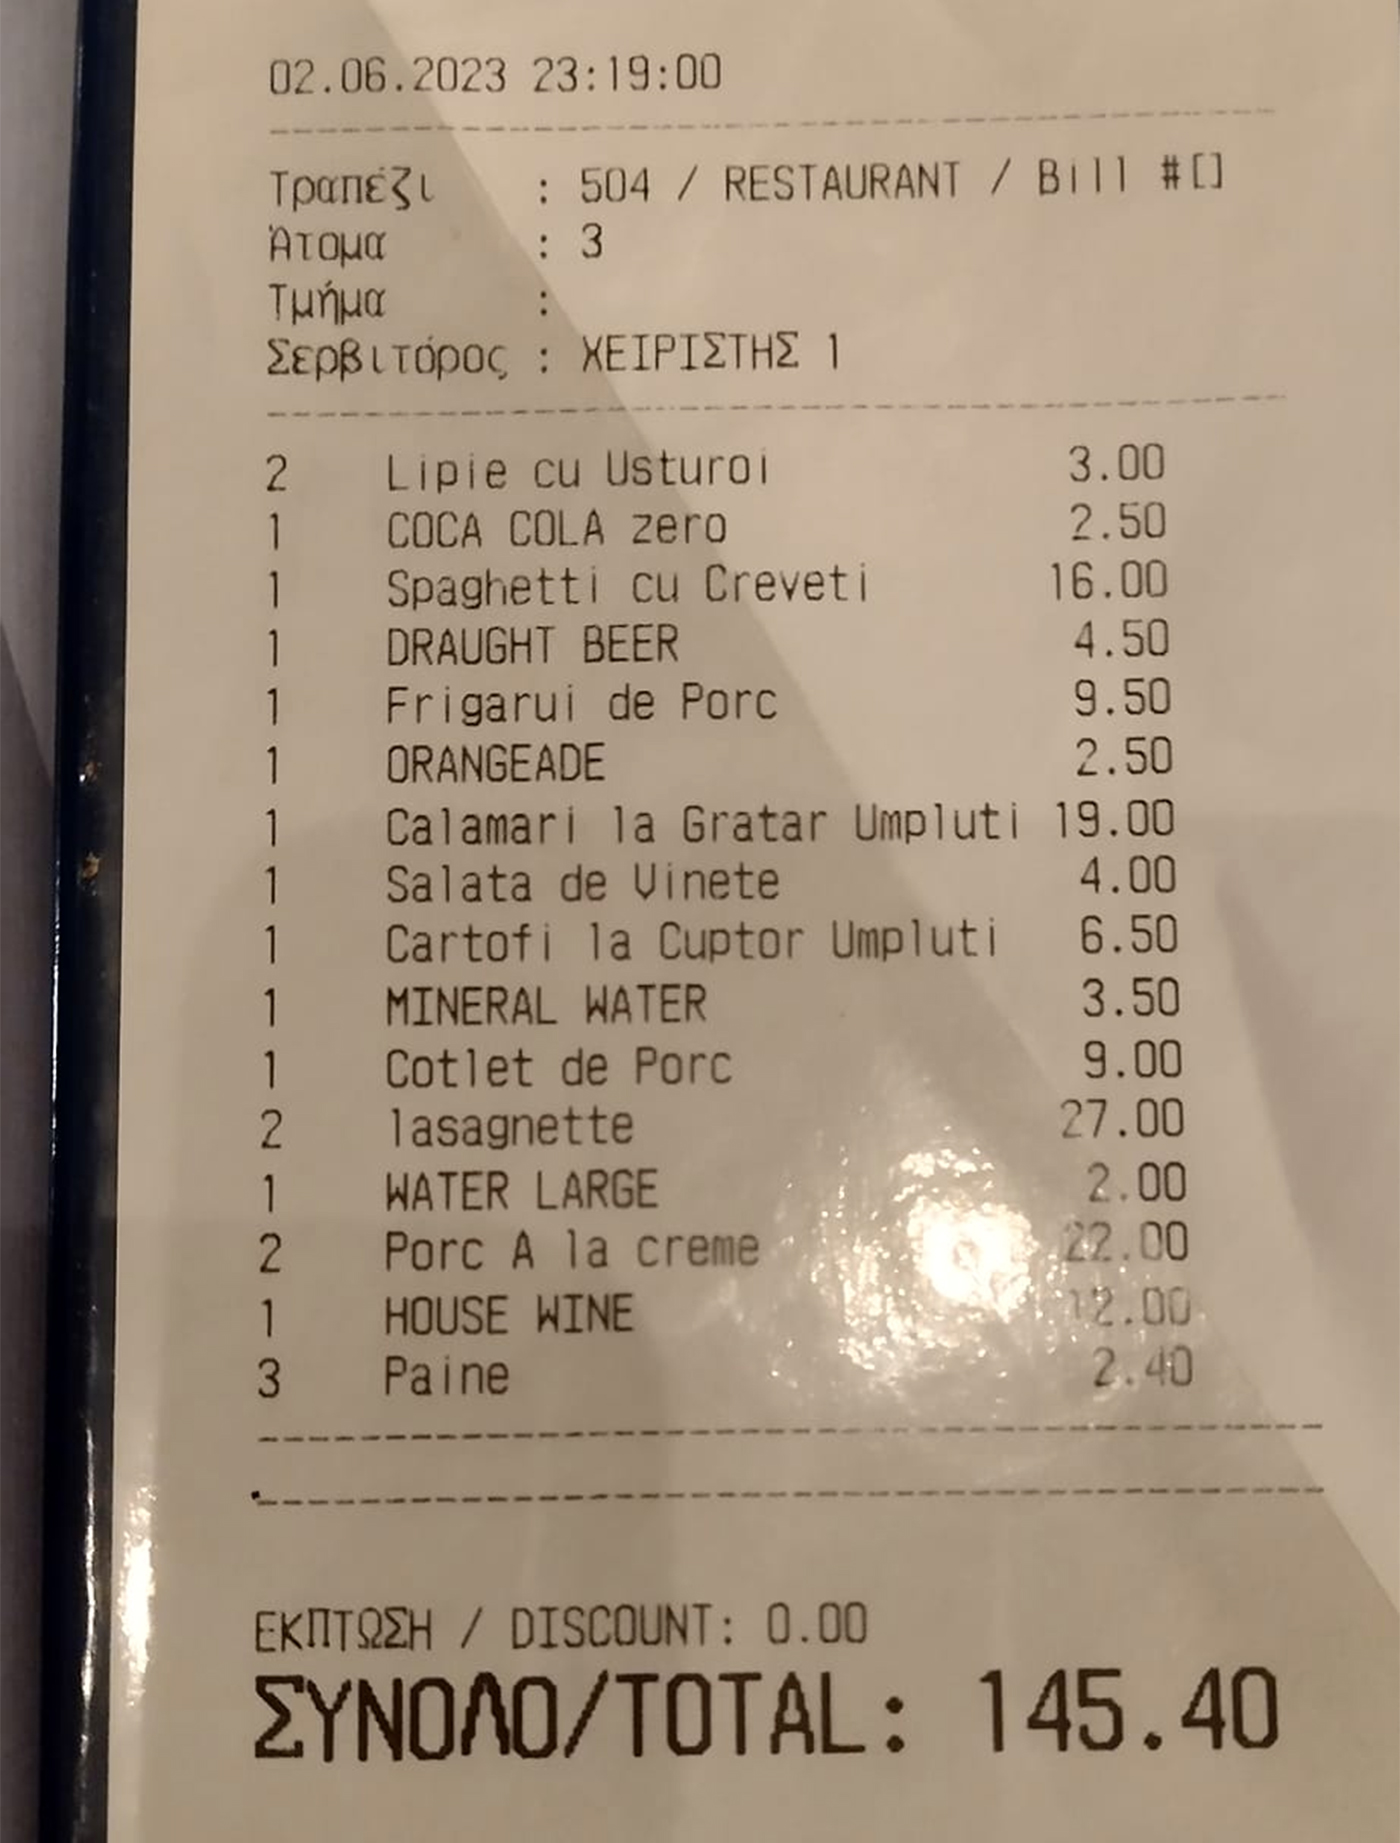 02.06.2023 23:19:00
Τραπέζι : 504 / RESTAURANT / Bill #[]
Άτομα : 3
Τμήμα :
Σερβιτόρος : ΧΕΙΡΙΣΤΗΣ 1
2 Lipie cu Usturoi 3.00
1 COCA COLA zero 2.50
1 Spaghetti cu Creveti 16.00
1 DRAUGHT BEER 4.50
1 Frigarui de Porc 9.50
1 ORANGEADE 2.50
1 Calamari la Gratar Umpluti 19.00
1 Salata de Vinete 4.00
1 Cartofi la Cuptor Umpluti 6.50
1 MINERAL WATER 3.50
1 Cotlet de Porc 9.00
2 lasagnette 27.00
1 WATER LARGE 2.00
2 Porc A la creme 22.00
1 HOUSE WINE 12.00
3 Paine 2.40
ΕΚΠΤΩΣΗ / DISCOUNT: 0.00
ΣΥΝΟΛΟ/TOTAL: 145.40